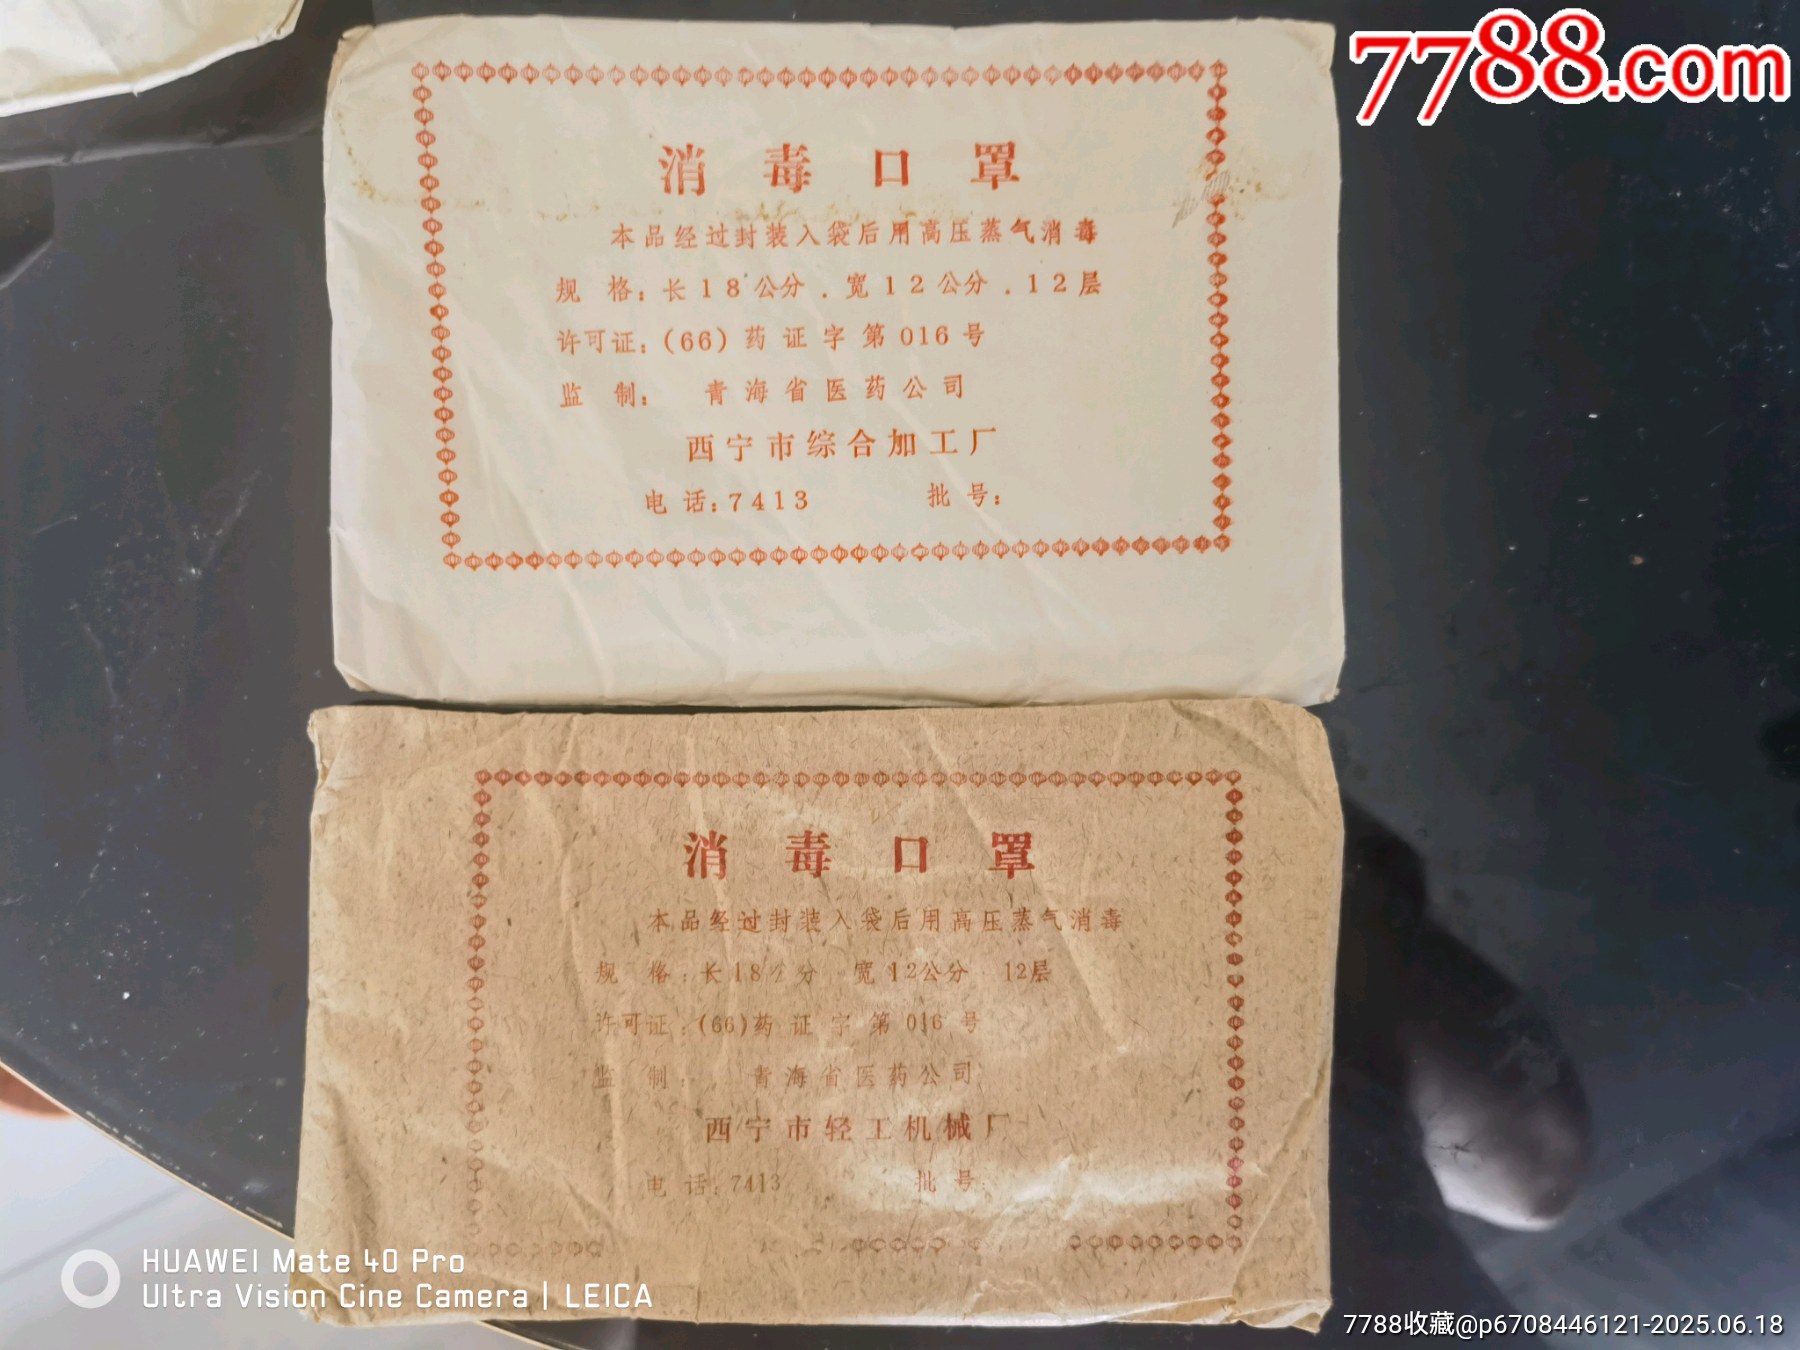 7788.com
消毒口罩
本品经过封装入袋后用高压蒸气消毒
规 格：长18公分．宽12公分．12层
许可证：(66)药证字第016号
监 制： 青海省医药公司
西宁市综合加工厂
电 话：7413 批 号：
消毒口罩
本品经过封装入袋后用高压蒸气消毒
规 格：长18 分 宽12公分 12层
许可证：(66)药证字第016号
监 制： 青海省医药公司
西宁市轻工机械厂
电 话：7413 批 号：
HUAWEI Mate 40 Pro
Ultra Vision Cine Camera | LEICA
7788收藏@p6708446121-2025.06.18